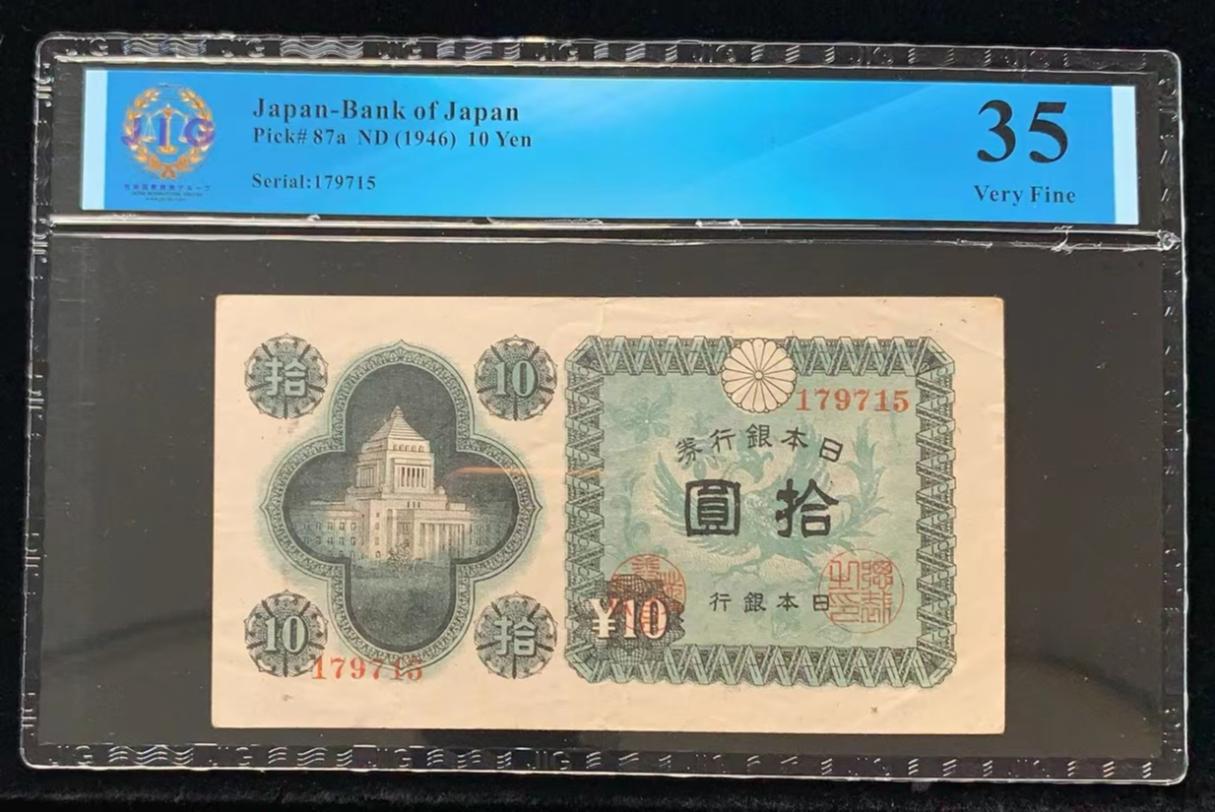 JIG
Japan-Bank of Japan
Pick# 87a ND (1946) 10 Yen
Serial:179715
35
Very Fine
拾
10
179715
券行銀本日
圓拾
行銀本日
¥10
10
拾
179715